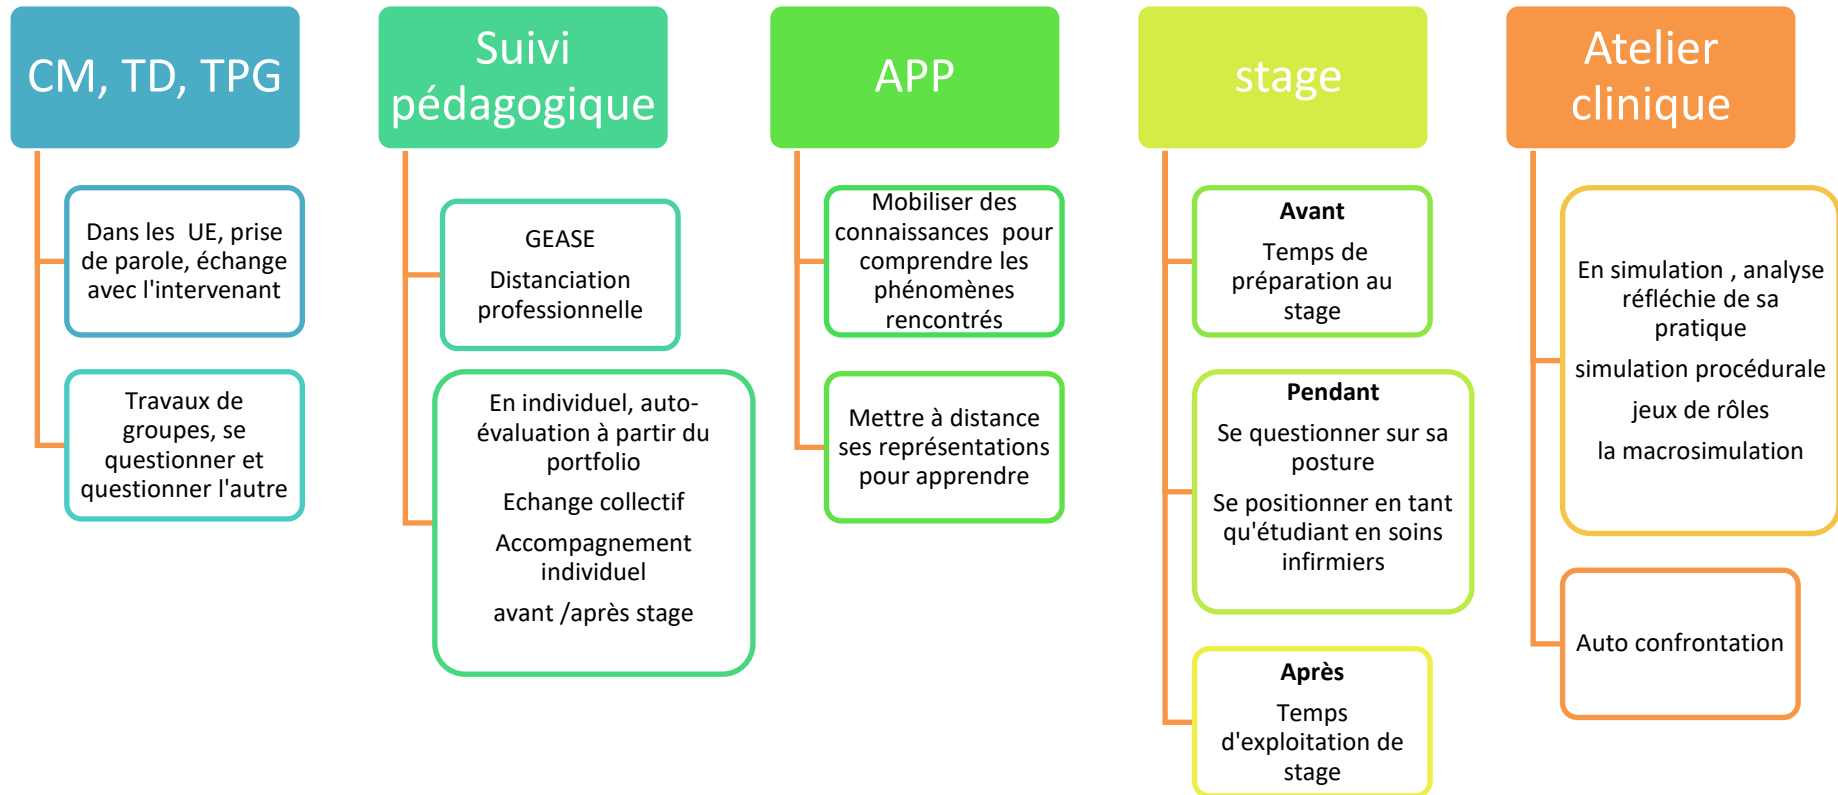 CM, TD, TPG
Dans les  UE, prise
de parole, échange
avec l'intervenant
Travaux de
groupes, se
questionner et
questionner l'autre
Suivi
pédagogique
GEASE
Distanciation
professionnelle
En individuel, auto-
évaluation à partir du
portfolio
Echange collectif
Accompagnement
individuel
avant /après stage
APP
Mobiliser des
connaissances  pour
comprendre les
phénomènes
rencontrés
Mettre à distance
ses représentations
pour apprendre
stage
Avant
Temps de
préparation au
stage
Pendant
Se questionner sur sa
posture
Se positionner en tant
qu'étudiant en soins
infirmiers
Après
Temps
d'exploitation de
stage
Atelier
clinique
En simulation , analyse
réfléchie de sa
pratique
simulation procédurale
jeux de rôles
la macrosimulation
Auto confrontation